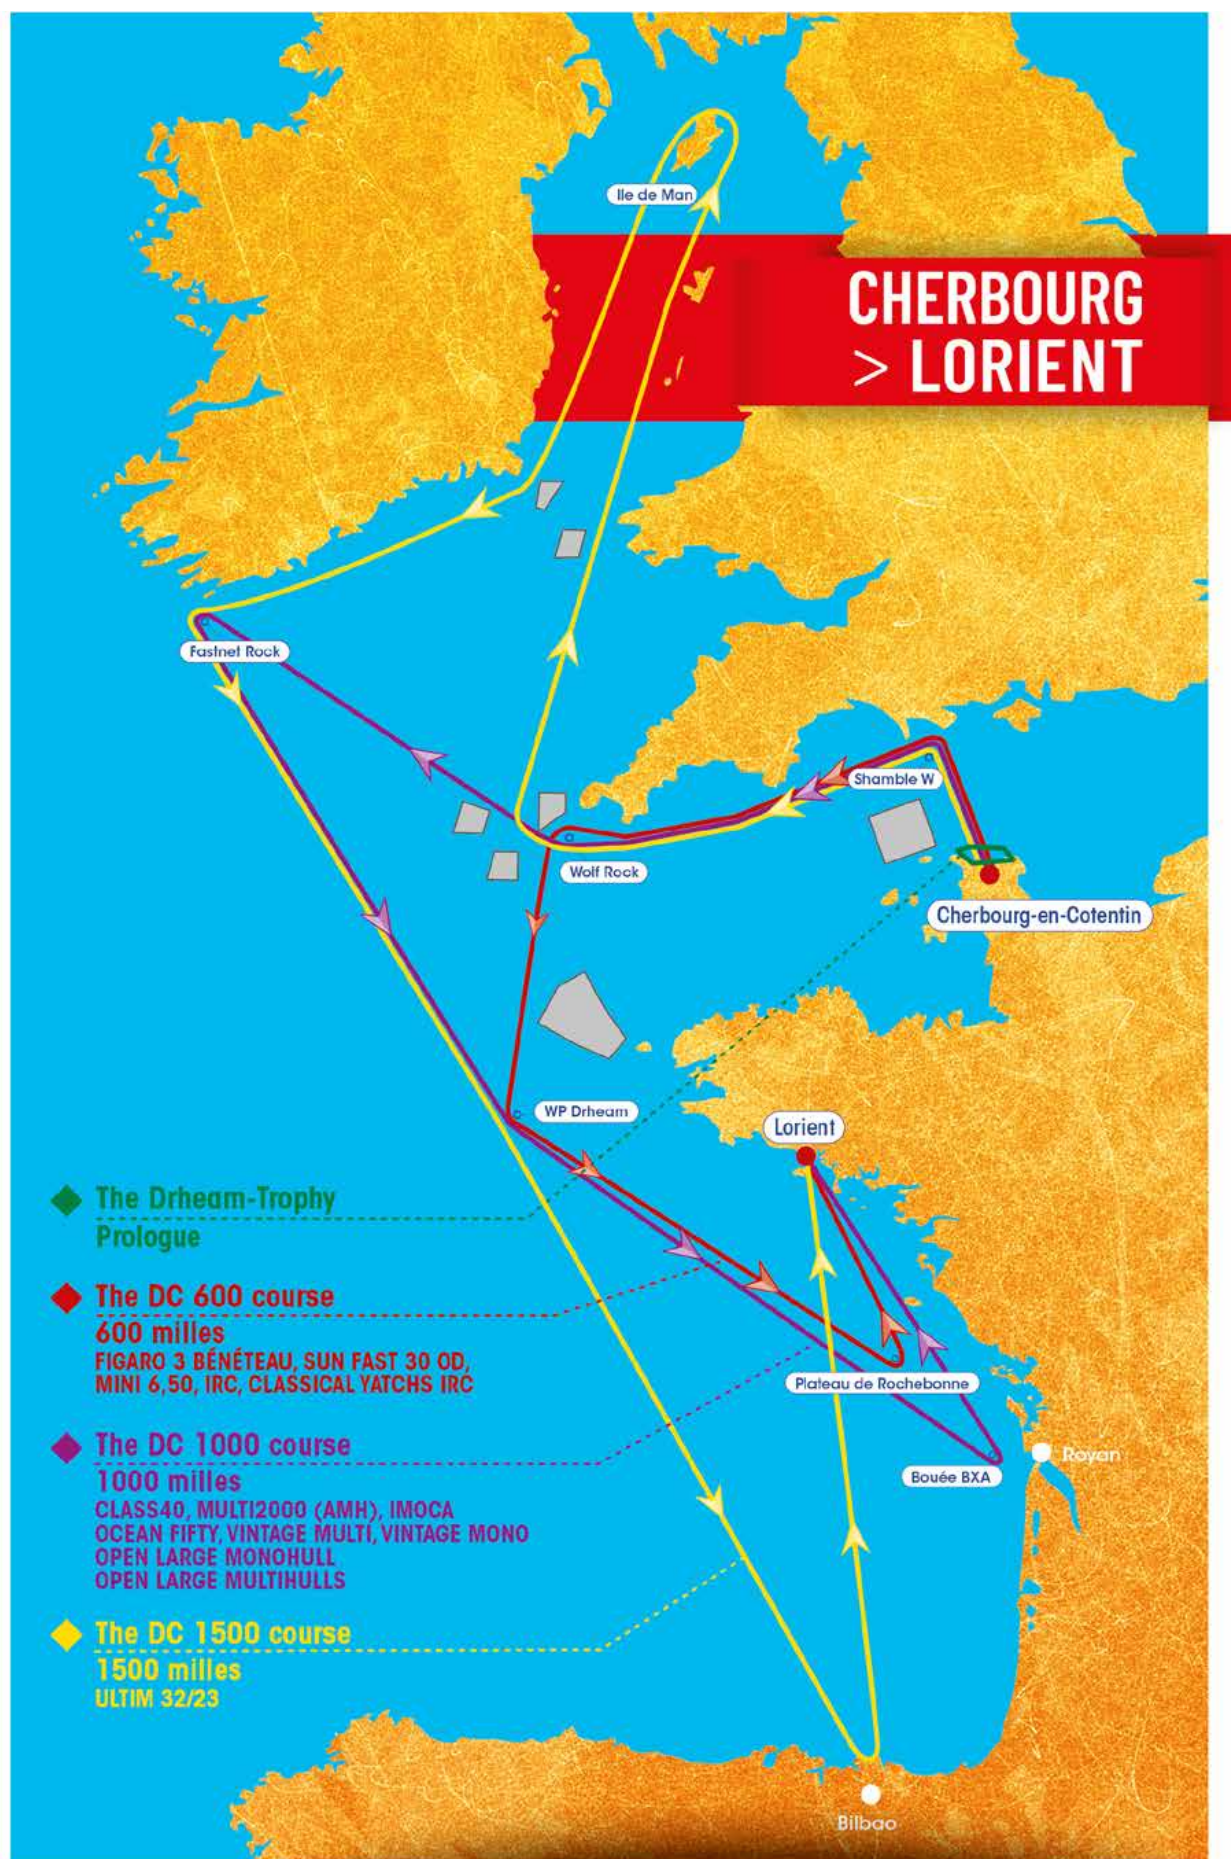 Ile de Man
CHERBOURG
> LORIENT
Fastnet Rock
Shamble W
Wolf Rock
Cherbourg-en-Cotentin
WP Drheam
Lorient
The Drheam-Trophy
Prologue
The DC 600 course
600 milles
FIGARO 3 BÉNÉTEAU, SUN FAST 30 OD,
MINI 6,50, IRC, CLASSICAL YATCHS IRC
Plateau de Rochebonne
The DC 1000 course
1000 milles
CLASS40, MULTI2000 (AMH), IMOCA
OCEAN FIFTY, VINTAGE MULTI, VINTAGE MONO
OPEN LARGE MONOHULL
OPEN LARGE MULTIHULLS
Royan
Bouée BXA
The DC 1500 course
1500 milles
ULTIM 32/23
Bilbao